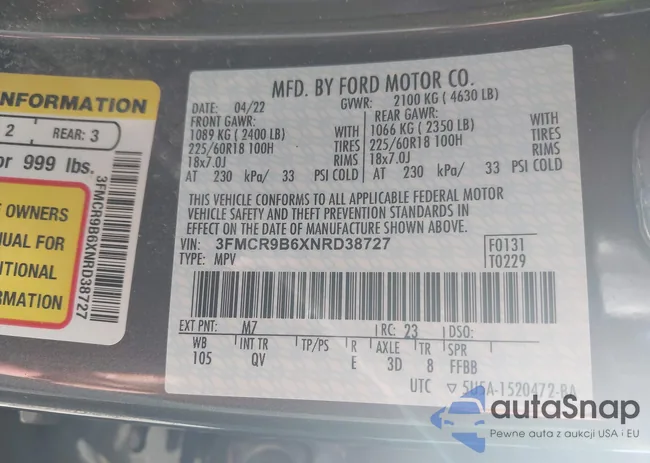 NFORMATION
2 REAR: 3
or 999 lbs.
E OWNERS
NUAL FOR
DITIONAL
RMATION
3FMCR9B6XNRD38727
MFD. BY FORD MOTOR CO.
DATE: 04/22 GVWR: 2100 KG ( 4630 LB)
FRONT GAWR: REAR GAWR:
1089 KG ( 2400 LB) WITH 1066 KG ( 2350 LB) WITH
225/60R18 100H TIRES 225/60R18 100H TIRES
18x7.0J RIMS 18x7.0J RIMS
AT 230 kPa/ 33 PSI COLD AT 230 kPa/ 33 PSI COLD
THIS VEHICLE CONFORMS TO ALL APPLICABLE FEDERAL MOTOR
VEHICLE SAFETY AND THEFT PREVENTION STANDARDS IN
EFFECT ON THE DATE OF MANUFACTURE SHOWN ABOVE.
VIN: 3FMCR9B6XNRD38727 F0131
TYPE: MPV T0229
EXT PNT: M7 RC: 23 DSO:
WB INT TR TP/PS R AXLE TR SPR
105 QV E 3D 8 FFBB
UTC ▽ 5U5A-1520472-BA
autaSnap
Pewne auta z aukcji USA i EU